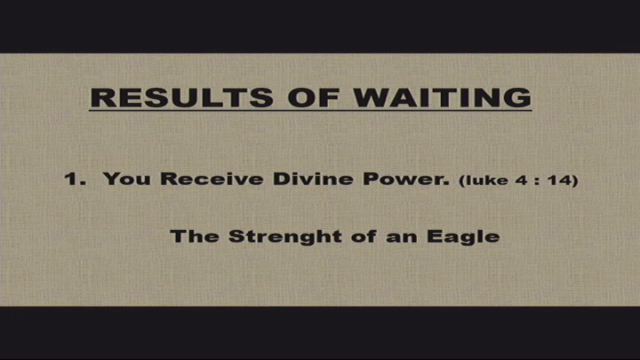 RESULTS OF WAITING
1. You Receive Divine Power. (luke 4 : 14)
The Strenght of an Eagle